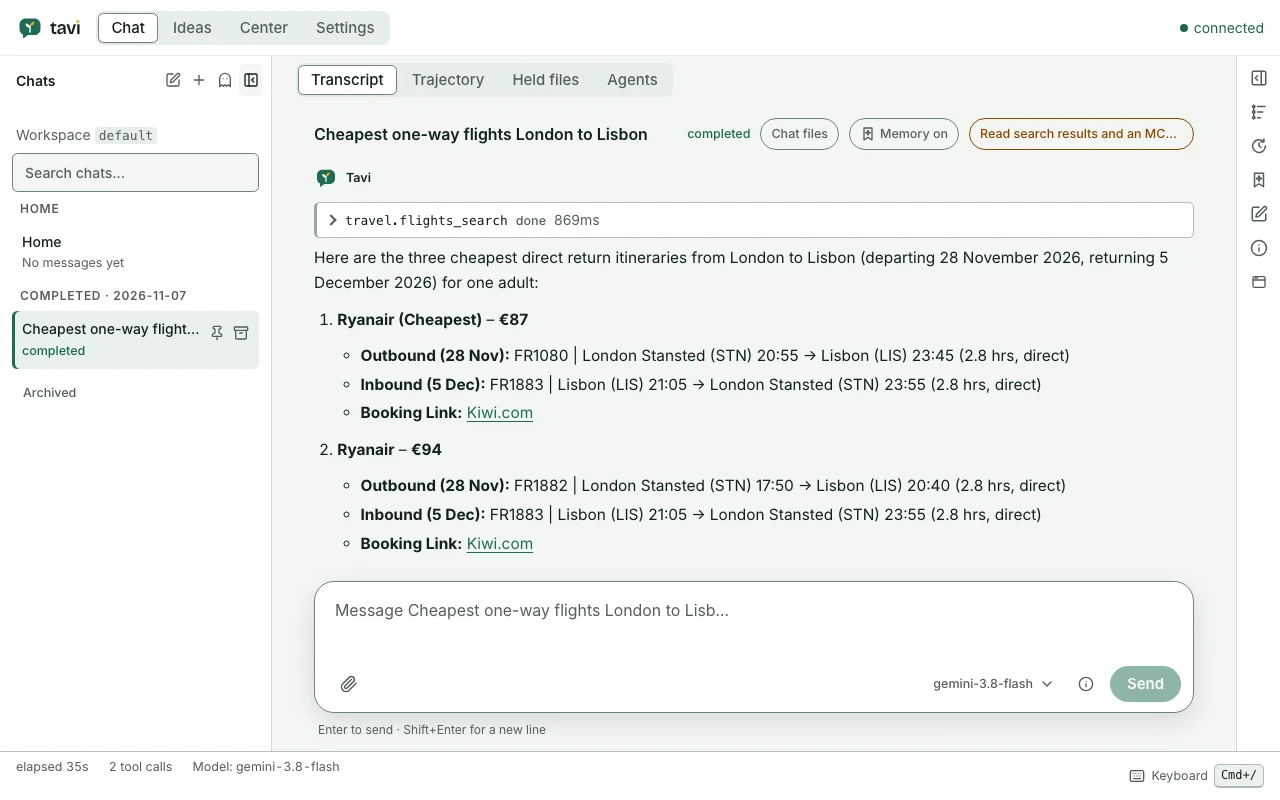 tavi
Chat Ideas Center Settings
connected
Chats
Workspace default
Search chats...
HOME
Home
No messages yet
COMPLETED · 2026-11-07
Cheapest one-way flight...
completed
Archived
Transcript Trajectory Held files Agents
Cheapest one-way flights London to Lisbon completed Chat files Memory on Read search results and an MC...
Tavi
travel.flights_search done 869ms
Here are the three cheapest direct return itineraries from London to Lisbon (departing 28 November 2026, returning 5
December 2026) for one adult:
1. Ryanair (Cheapest) – €87
Outbound (28 Nov): FR1080 | London Stansted (STN) 20:55 → Lisbon (LIS) 23:45 (2.8 hrs, direct)
Inbound (5 Dec): FR1883 | Lisbon (LIS) 21:05 → London Stansted (STN) 23:55 (2.8 hrs, direct)
Booking Link: Kiwi.com
2. Ryanair – €94
Outbound (28 Nov): FR1882 | London Stansted (STN) 17:50 → Lisbon (LIS) 20:40 (2.8 hrs, direct)
Inbound (5 Dec): FR1883 | Lisbon (LIS) 21:05 → London Stansted (STN) 23:55 (2.8 hrs, direct)
Booking Link: Kiwi.com
Message Cheapest one-way flights London to Lisb...
gemini-3.8-flash
Send
Enter to send · Shift+Enter for a new line
elapsed 35s 2 tool calls Model: gemini-3.8-flash
Keyboard Cmd+/